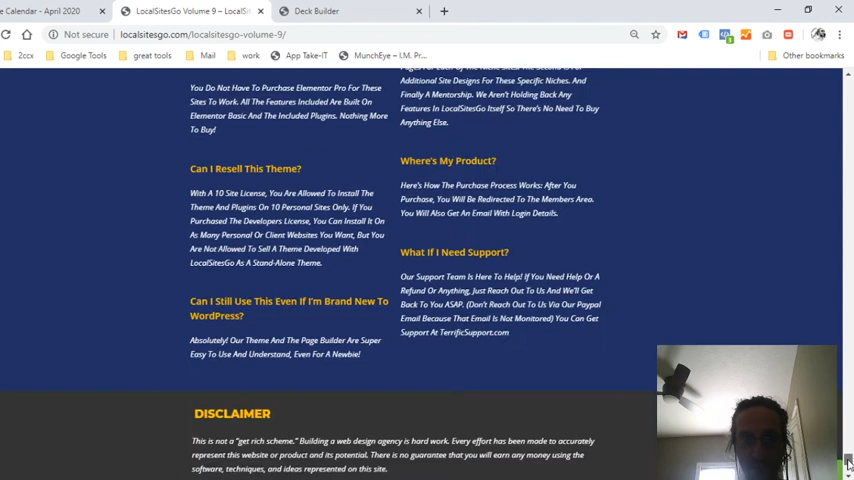 e Calendar - April 2020
LocalSitesGo Volume 9 – LocalSit
Deck Builder
Not secure
localsitesgo.com/localsitesgo-volume-9/
2ccx
Google Tools
great tools
Mail
work
App Take-IT
MunchEye – I.M. Pr...
Other bookmarks
You Do Not Have To Purchase Elementor Pro For These
Sites To Work. All The Features Included Are Built On
Elementor Basic And The Included Plugins. Nothing More
To Buy!
Can I Resell This Theme?
With A 10 Site License, You Are Allowed To Install The
Theme And Plugins On 10 Personal Sites Only. If You
Purchased The Developers License, You Can Install It On
As Many Personal Or Client Websites You Want, But You
Are Not Allowed To Sell A Theme Developed With
LocalSitesGo As A Stand-Alone Theme.
Can I Still Use This Even If I'm Brand New To
WordPress?
Absolutely! Our Theme And The Page Builder Are Super
Easy To Use And Understand, Even For A Newbie!
Pages For Each Of The Niche Sites. The Second Is For
Additional Site Designs For These Specific Niches. And
Finally A Mentorship. We Aren't Holding Back Any
Features In LocalSitesGo Itself So There's No Need To Buy
Anything Else.
Where's My Product?
Here's How The Purchase Process Works: After You
Purchase, You Will Be Redirected To The Members Area.
You Will Also Get An Email With Login Details.
What If I Need Support?
Our Support Team Is Here To Help! If You Need Help Or A
Refund Or Anything, Just Reach Out To Us And We'll Get
Back To You ASAP. (Don't Reach Out To Us Via Our Paypal
Email Because That Email Is Not Monitored) You Can Get
Support At TerrificSupport.com
DISCLAIMER
This is not a "get rich scheme." Building a web design agency is hard work. Every effort has been made to accurately
represent this website or product and its potential. There is no guarantee that you will earn any money using the
software, techniques, and ideas represented on this site.